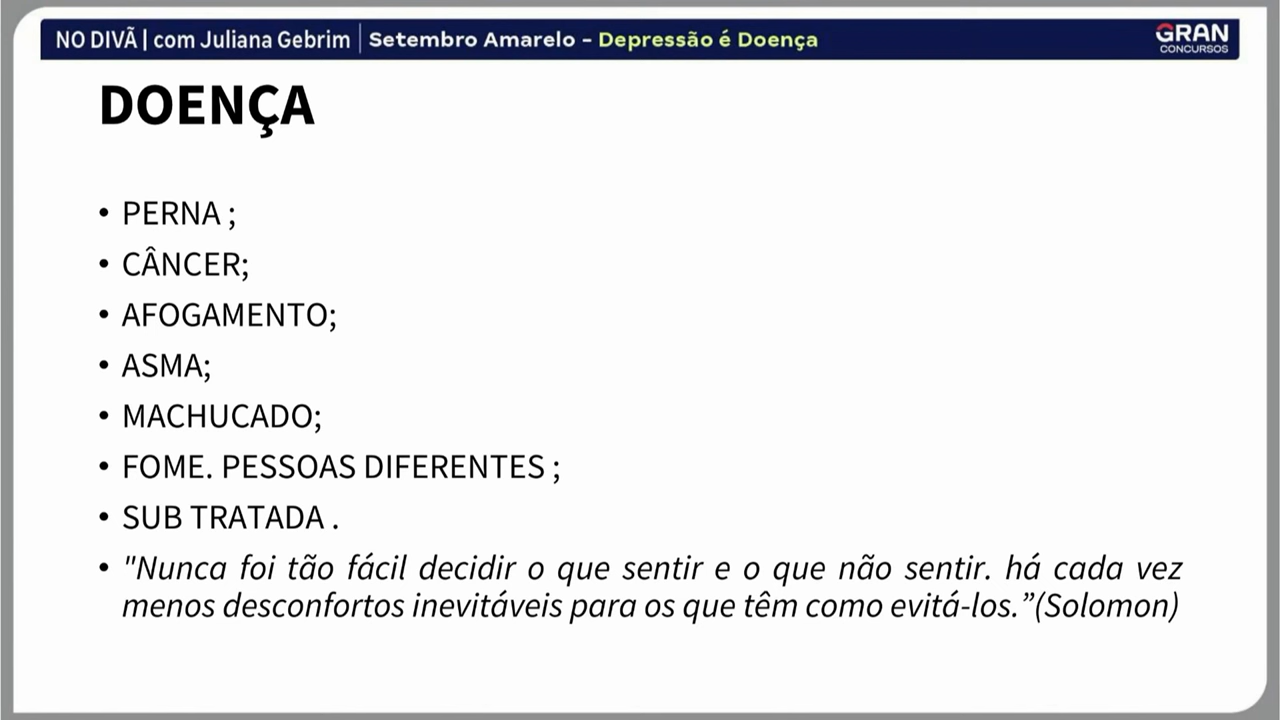 NO DIVÃ | com Juliana Gebrim | Setembro Amarelo – Depressão é Doença
GRAN
CONCURSOS
DOENÇA
• PERNA ;
• CÂNCER;
• AFOGAMENTO;
• ASMA;
• MACHUCADO;
• FOME. PESSOAS DIFERENTES ;
• SUB TRATADA .
• "Nunca foi tão fácil decidir o que sentir e o que não sentir. há cada vez
menos desconfortos inevitáveis para os que têm como evitá-los.”(Solomon)